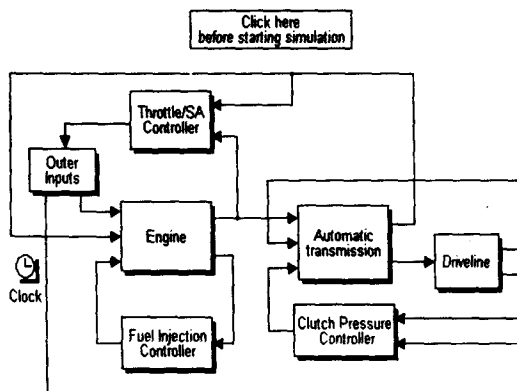 Click here
before starting simulation
Throttle/SA
Controller
Outer
Inputs
Engine
Automatic
transmission
Driveline
Clock
Fuel Injection
Controller
Clutch Pressure
Controller